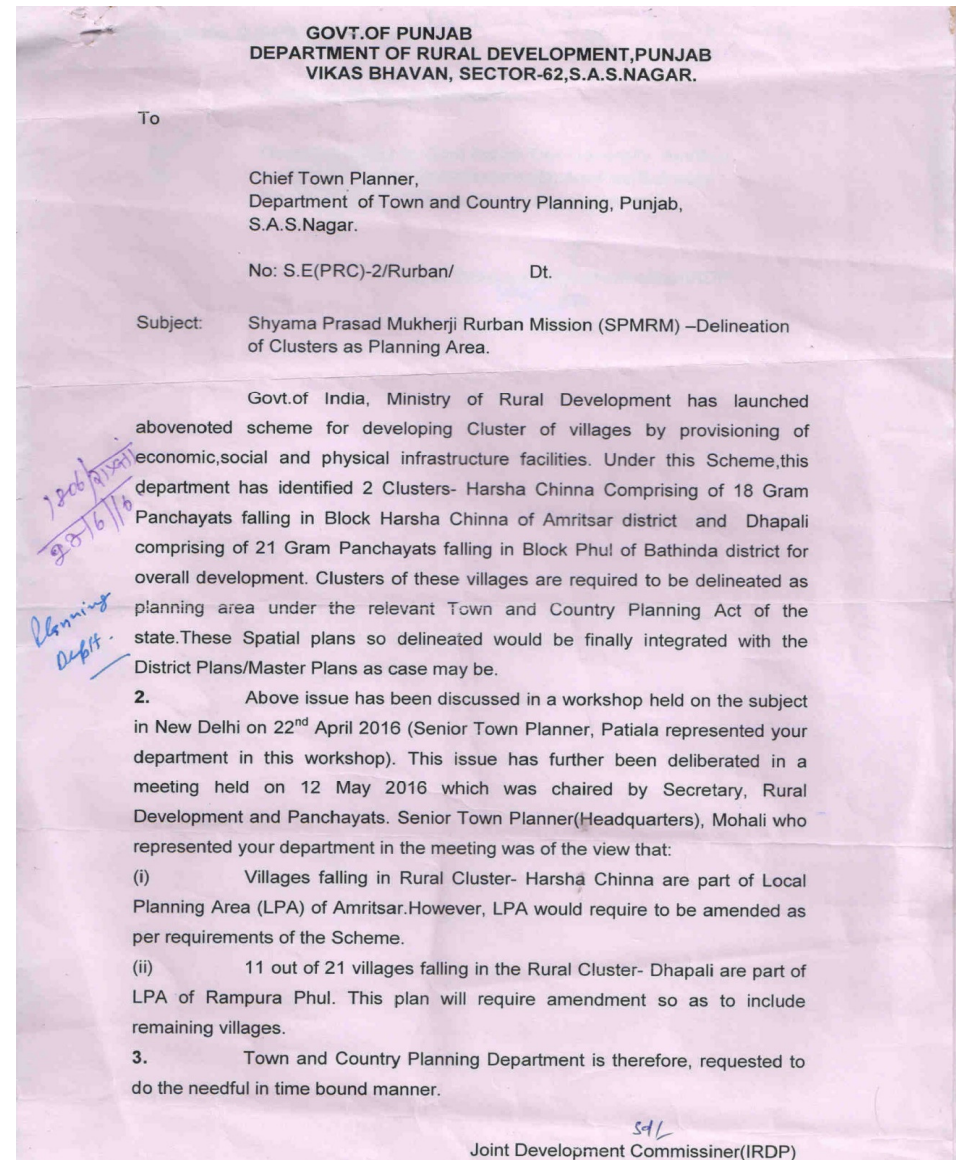 GOVT.OF PUNJAB
DEPARTMENT OF RURAL DEVELOPMENT,PUNJAB
VIKAS BHAVAN, SECTOR-62,S.A.S.NAGAR.
To
Chief Town Planner,
Department of Town and Country Planning, Punjab,
S.A.S.Nagar.
No: S.E(PRC)-2/Rurban/ Dt.
Subject: Shyama Prasad Mukherji Rurban Mission (SPMRM) –Delineation
of Clusters as Planning Area.
Govt.of India, Ministry of Rural Development has launched
abovenoted scheme for developing Cluster of villages by provisioning of
economic,social and physical infrastructure facilities. Under this Scheme,this
department has identified 2 Clusters- Harsha Chinna Comprising of 18 Gram
Panchayats falling in Block Harsha Chinna of Amritsar district and Dhapali
comprising of 21 Gram Panchayats falling in Block Phul of Bathinda district for
overall development. Clusters of these villages are required to be delineated as
planning area under the relevant Town and Country Planning Act of the
state.These Spatial plans so delineated would be finally integrated with the
District Plans/Master Plans as case may be.
1806
Planning
Deptt.
2. Above issue has been discussed in a workshop held on the subject
in New Delhi on 22nd April 2016 (Senior Town Planner, Patiala represented your
department in this workshop). This issue has further been deliberated in a
meeting held on 12 May 2016 which was chaired by Secretary, Rural
Development and Panchayats. Senior Town Planner(Headquarters), Mohali who
represented your department in the meeting was of the view that:
(i) Villages falling in Rural Cluster- Harsha Chinna are part of Local
Planning Area (LPA) of Amritsar.However, LPA would require to be amended as
per requirements of the Scheme.
(ii) 11 out of 21 villages falling in the Rural Cluster- Dhapali are part of
LPA of Rampura Phul. This plan will require amendment so as to include
remaining villages.
3. Town and Country Planning Department is therefore, requested to
do the needful in time bound manner.
Sd/
Joint Development Commissiner(IRDP)